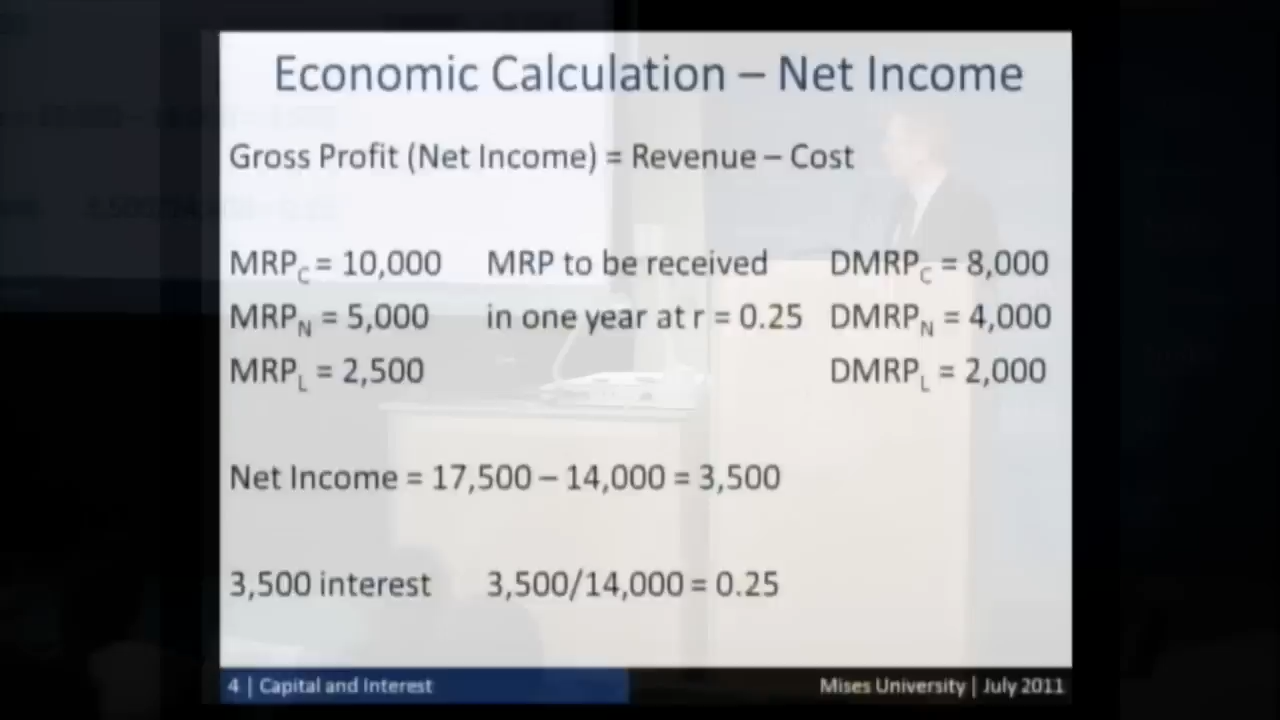 Economic Calculation – Net Income
Gross Profit (Net Income) = Revenue – Cost
MRP_C = 10,000 MRP to be received DMRP_C = 8,000
MRP_N = 5,000 in one year at r = 0.25 DMRP_N = 4,000
MRP_L = 2,500 DMRP_L = 2,000
Net Income = 17,500 – 14,000 = 3,500
3,500 interest 3,500/14,000 = 0.25
4 | Capital and Interest Mises University | July 2011